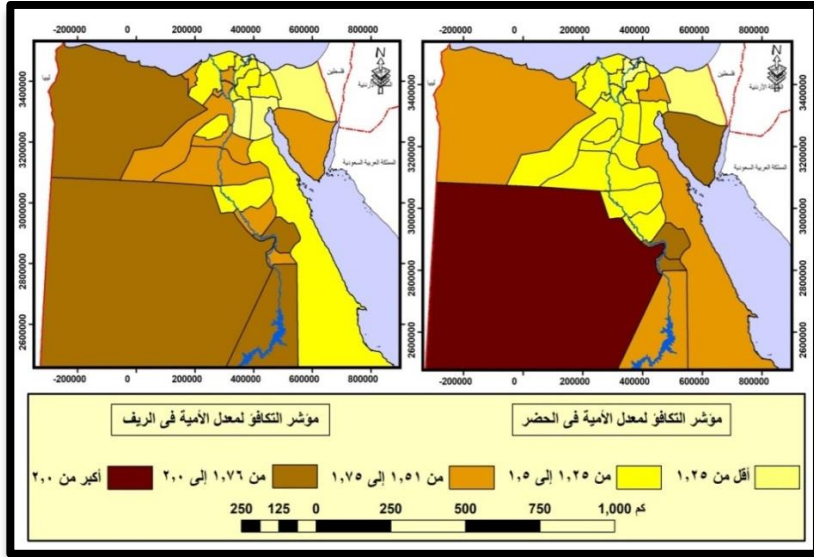 -200000 0 200000 400000 600000 800000
-200000 0 200000 400000 600000 800000
N
N
ليبيا
فلسطين
المملكة العربية السعودية
ليبيا
فلسطين
المملكة العربية السعودية
3400000
3200000
3000000
2800000
2600000
3400000
3200000
3000000
2800000
2600000
-200000 0 200000 400000 600000 800000
-200000 0 200000 400000 600000 800000
مؤشر التكافؤ لمعدل الأمية فى الحضر
مؤشر التكافؤ لمعدل الأمية فى الريف
أقل من ١,٢٥
من ١,٢٥ إلى ١,٥
من ١,٥١ إلى ١,٧٥
من ١,٧٦ إلى ٢,٠
أكبر من ٢,٠
250 125 0 250 500 750 1,000 كم